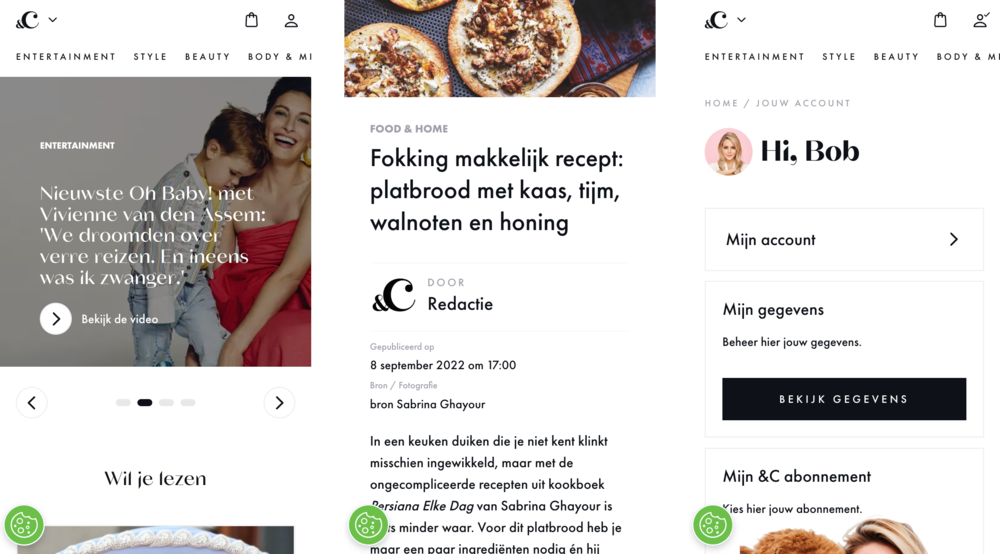 &C
ENTERTAINMENT STYLE BEAUTY BODY & MI
ENTERTAINMENT
Nieuwste Oh Baby! met
Vivienne van den Assem:
'We droomden over
verre reizen. En ineens
was ik zwanger.'
Bekijk de video
Wil je lezen
FOOD & HOME
Fokking makkelijk recept:
platbrood met kaas, tijm,
walnoten en honing
&C
DOOR
Redactie
Gepubliceerd op
8 september 2022 om 17:00
Bron / Fotografie
bron Sabrina Ghayour
In een keuken duiken die je niet kent klinkt
misschien ingewikkeld, maar met de
ongecompliceerde recepten uit kookboek
Persiana Elke Dag van Sabrina Ghayour is
minder waar. Voor dit platbrood heb je
maar een paar ingrediënten nodig én hij
&C
ENTERTAINMENT STYLE BEAUTY BODY & MI
HOME / JOUW ACCOUNT
Hi, Bob
Mijn account
Mijn gegevens
Beheer hier jouw gegevens.
BEKIJK GEGEVENS
Mijn &C abonnement
Kies hier jouw abonnement.